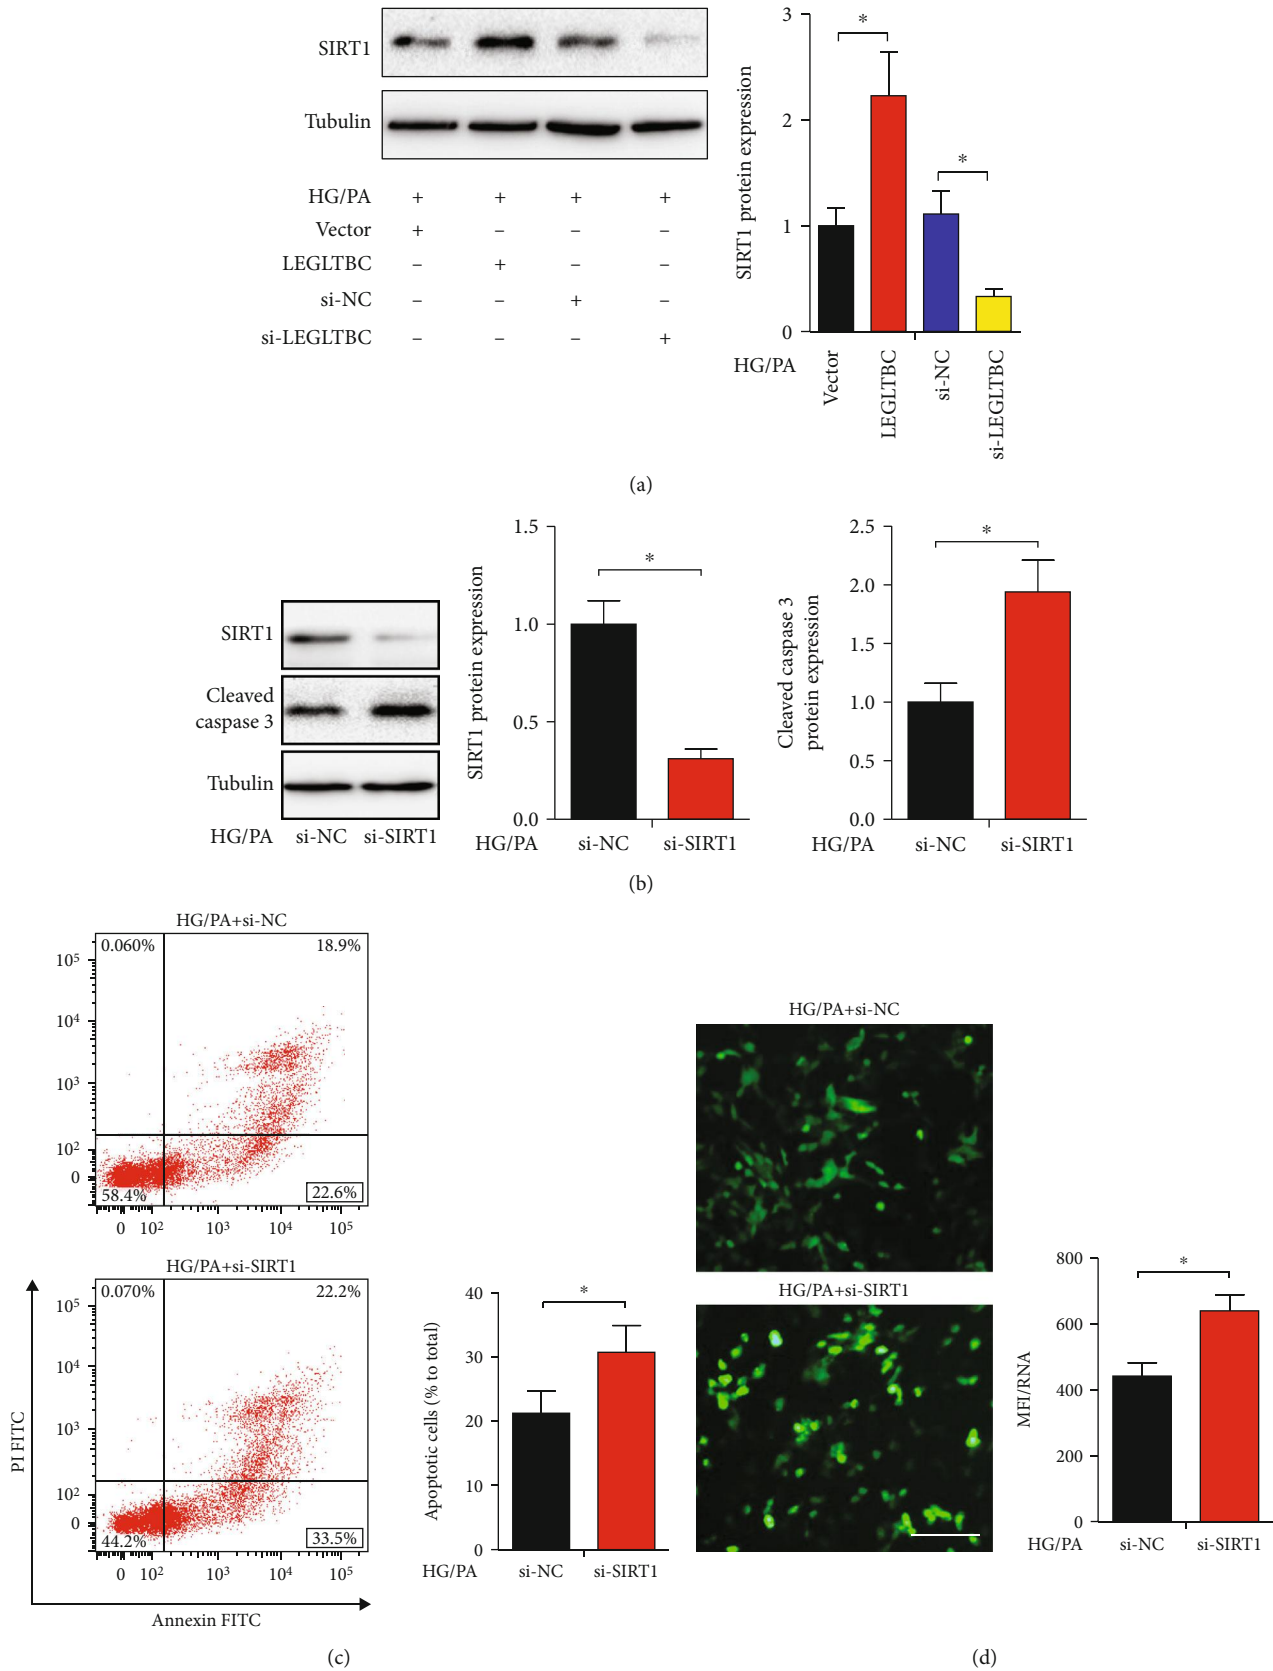 SIRT1
Tubulin
HG/PA + + + +
Vector + – – –
LEGLTBC – + – –
si-NC – – + –
si-LEGLTBC – – – +
SIRT1 protein expression
3
2
1
0
*
*
HG/PA
Vector
LEGLTBC
si-NC
si-LEGLTBC
(a)
SIRT1
Cleaved
caspase 3
Tubulin
HG/PA si-NC si-SIRT1
SIRT1 protein expression
1.5
1.0
0.5
0.0
*
HG/PA si-NC si-SIRT1
Cleaved caspase 3
protein expression
2.5
2.0
1.5
1.0
0.5
0.0
*
HG/PA si-NC si-SIRT1
(b)
HG/PA+si-NC
0.060% 18.9%
10⁵
10⁴
10³
10²
0
58.4% 22.6%
0 10² 10³ 10⁴ 10⁵
HG/PA+si-SIRT1
0.070% 22.2%
10⁵
10⁴
10³
10²
0
44.2% 33.5%
0 10² 10³ 10⁴ 10⁵
PI FITC
Annexin FITC
Apoptotic cells (% to total)
40
30
20
10
0
*
HG/PA si-NC si-SIRT1
(c)
HG/PA+si-NC
HG/PA+si-SIRT1
MFI/RNA
800
600
400
200
0
*
HG/PA si-NC si-SIRT1
(d)